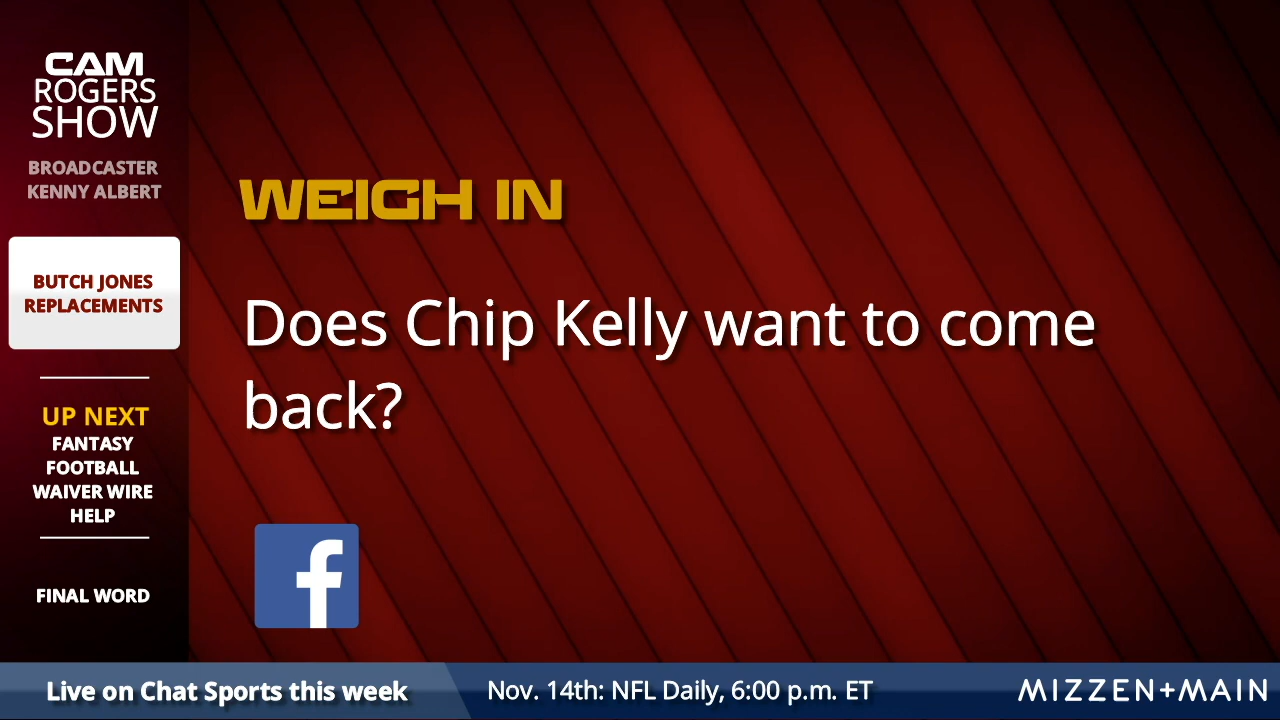 CAM
ROGERS
SHOW
BROADCASTER
KENNY ALBERT
BUTCH JONES
REPLACEMENTS
UP NEXT
FANTASY
FOOTBALL
WAIVER WIRE
HELP
FINAL WORD
WEIGH IN
Does Chip Kelly want to come
back?
Live on Chat Sports this week
Nov. 14th: NFL Daily, 6:00 p.m. ET
MIZZEN+MAIN